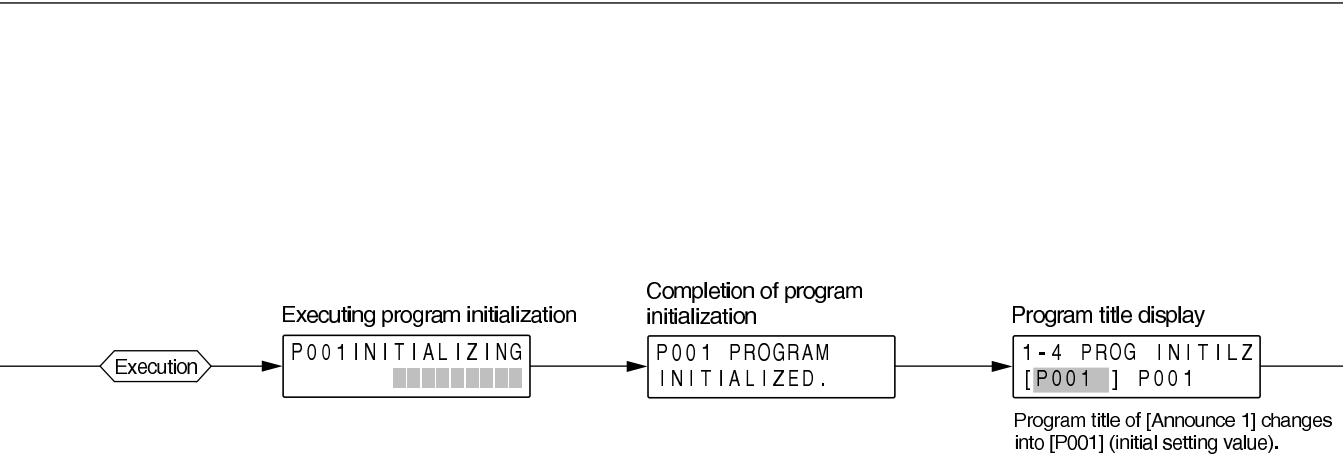 Execution
Executing program initialization
P001INITIALIZING
Completion of program
initialization
P001 PROGRAM
INITIALIZED.
Program title display
1-4 PROG INITILZ
[P001 ] P001
Program title of [Announce 1] changes
into [P001] (initial setting value).